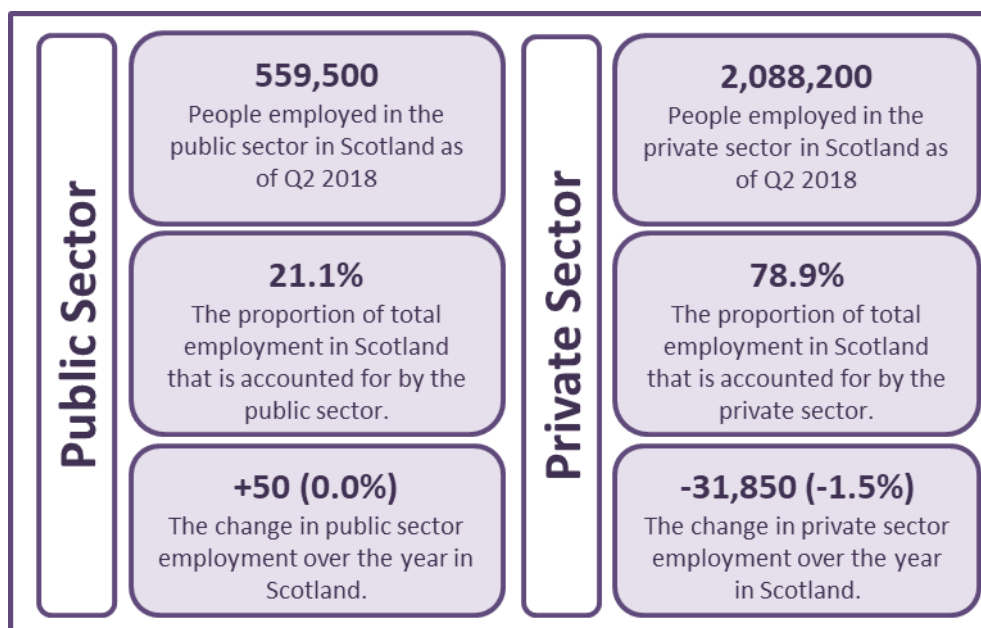 Public Sector
559,500
People employed in the
public sector in Scotland as
of Q2 2018
21.1%
The proportion of total
employment in Scotland
that is accounted for by the
public sector.
+50 (0.0%)
The change in public sector
employment over the year in
Scotland.
Private Sector
2,088,200
People employed in the
private sector in Scotland as
of Q2 2018
78.9%
The proportion of total
employment in Scotland
that is accounted for by the
private sector.
-31,850 (-1.5%)
The change in private sector
employment over the year
in Scotland.